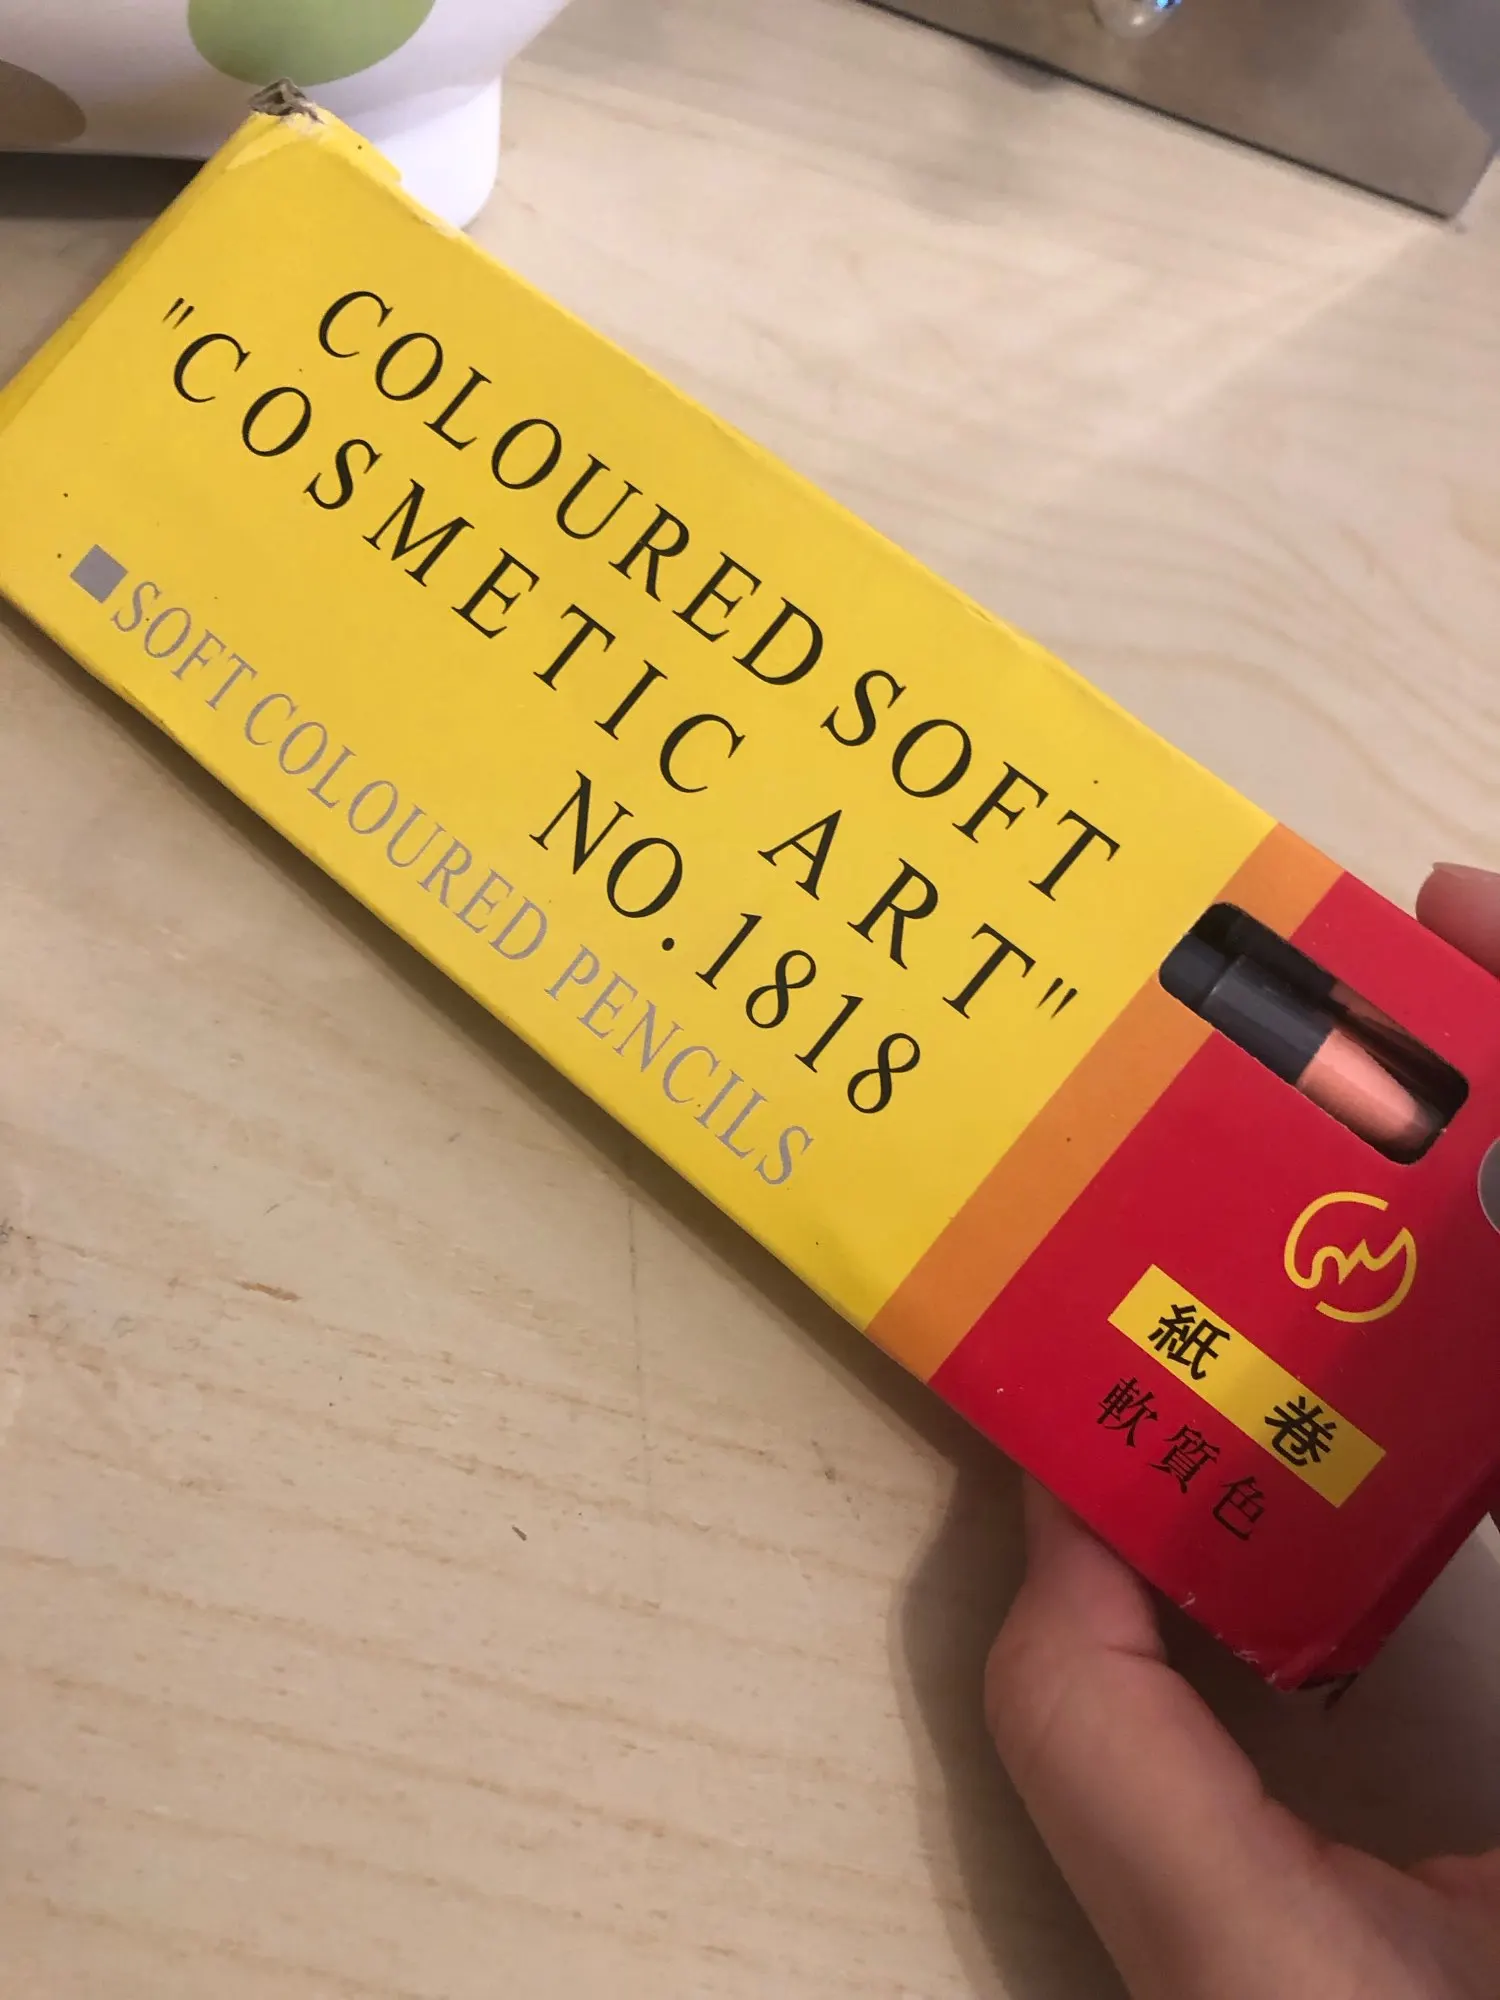 COLOURED SOFT
"COSMETIC ART"
NO.1818
■SOFT COLOURED PENCILS
紙 卷
軟質色